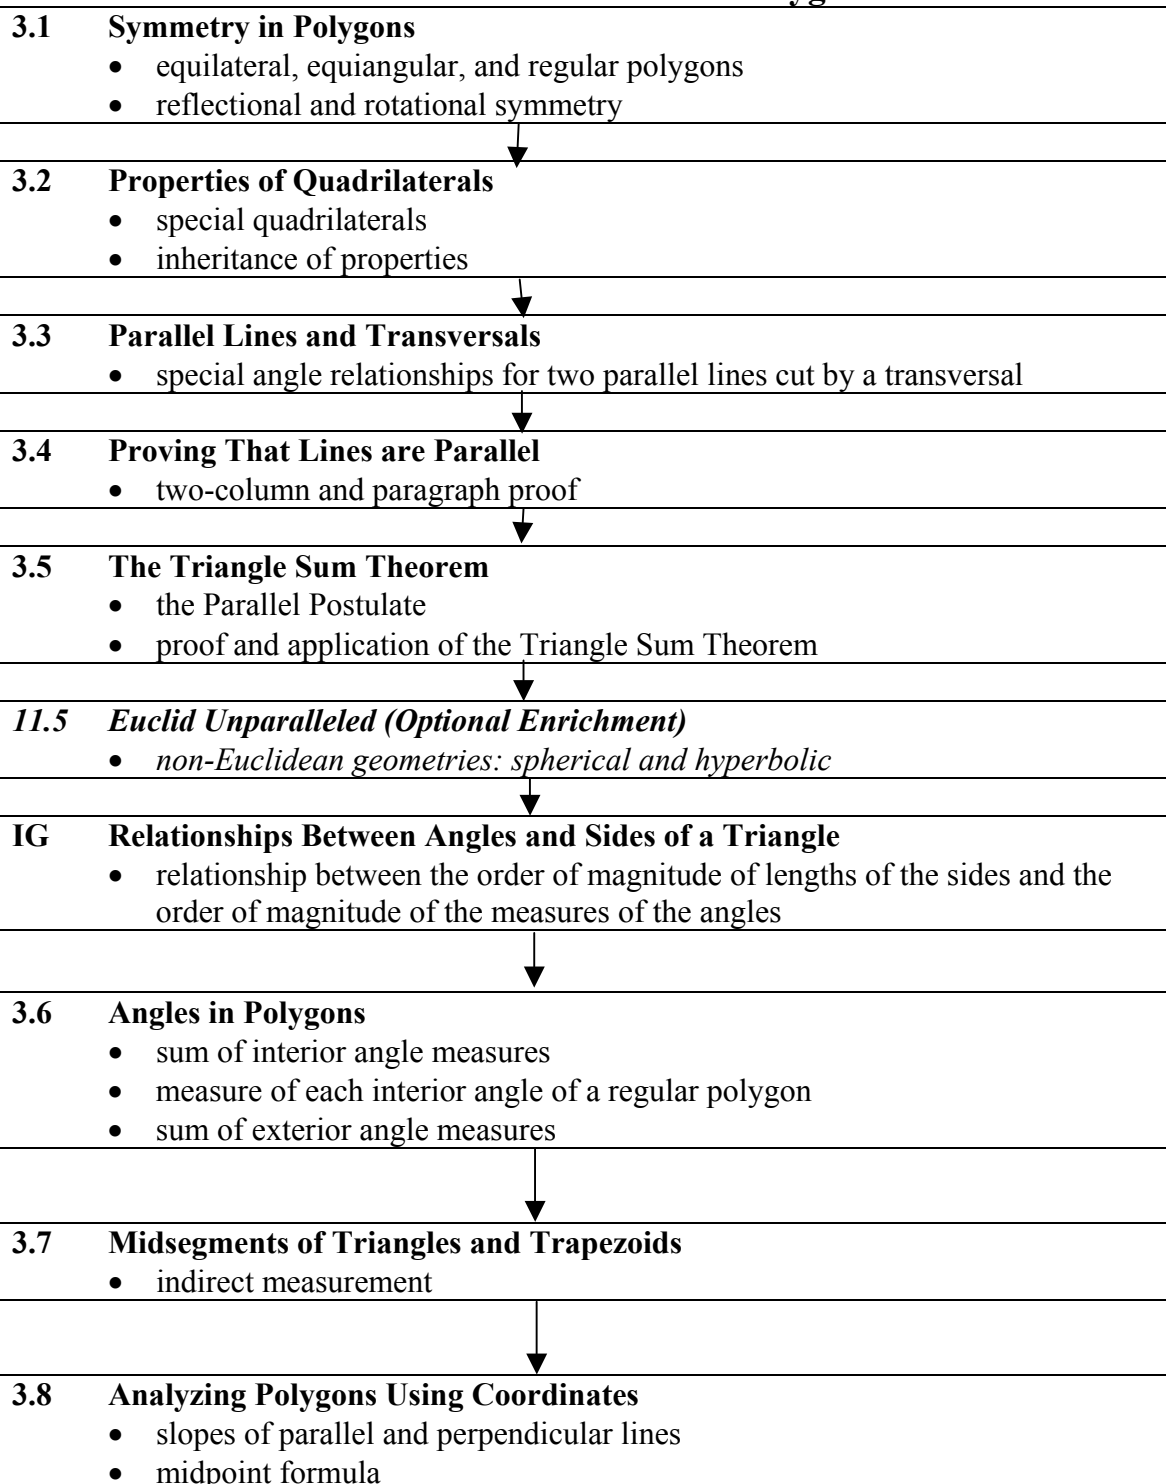 3.1 Symmetry in Polygons
• equilateral, equiangular, and regular polygons
• reflectional and rotational symmetry
3.2 Properties of Quadrilaterals
• special quadrilaterals
• inheritance of properties
3.3 Parallel Lines and Transversals
• special angle relationships for two parallel lines cut by a transversal
3.4 Proving That Lines are Parallel
• two-column and paragraph proof
3.5 The Triangle Sum Theorem
• the Parallel Postulate
• proof and application of the Triangle Sum Theorem
11.5 Euclid Unparalleled (Optional Enrichment)
• non-Euclidean geometries: spherical and hyperbolic
IG Relationships Between Angles and Sides of a Triangle
• relationship between the order of magnitude of lengths of the sides and the
order of magnitude of the measures of the angles
3.6 Angles in Polygons
• sum of interior angle measures
• measure of each interior angle of a regular polygon
• sum of exterior angle measures
3.7 Midsegments of Triangles and Trapezoids
• indirect measurement
3.8 Analyzing Polygons Using Coordinates
• slopes of parallel and perpendicular lines
• midpoint formula